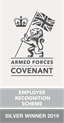 ARMED FORCES
COVENANT
EMPLOYER
RECOGNITION
SCHEME
SILVER WINNER 2018